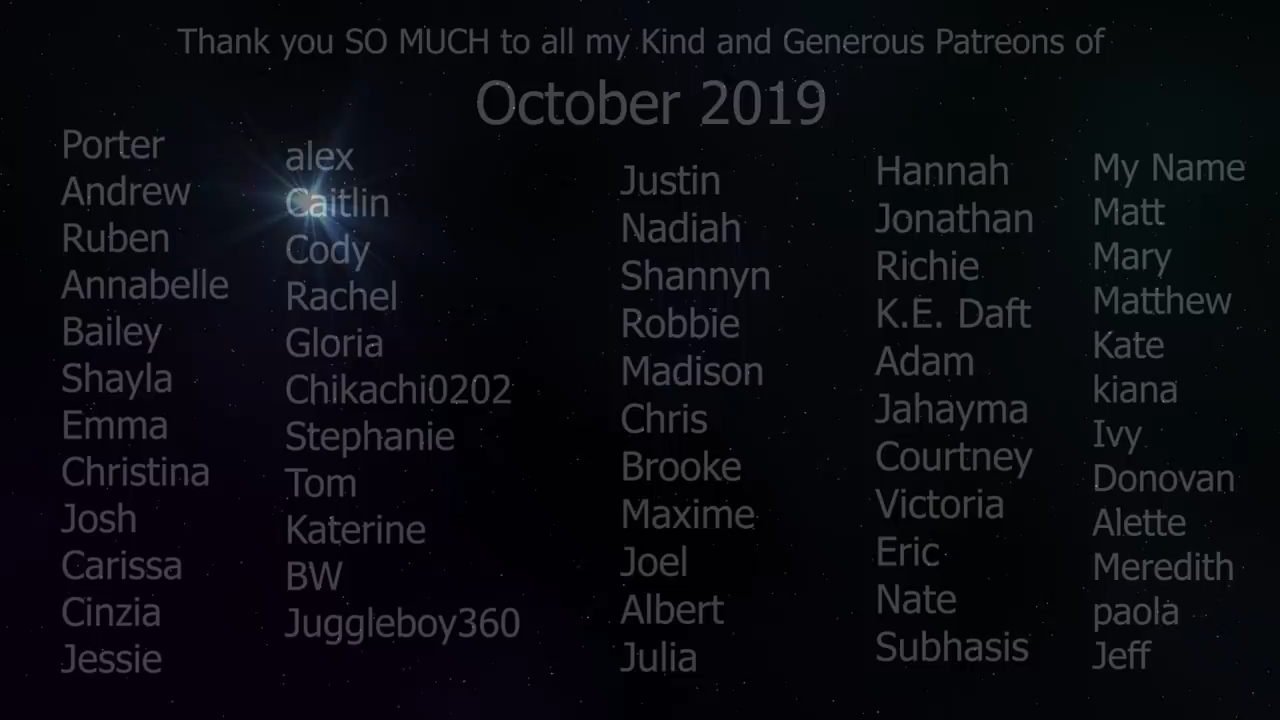 Thank you SO MUCH to all my Kind and Generous Patreons of
October 2019
Porter
Andrew
Ruben
Annabelle
Bailey
Shayla
Emma
Christina
Josh
Carissa
Cinzia
Jessie
alex
Caitlin
Cody
Rachel
Gloria
Chikachi0202
Stephanie
Tom
Katerine
BW
Juggleboy360
Justin
Nadiah
Shannyn
Robbie
Madison
Chris
Brooke
Maxime
Joel
Albert
Julia
Hannah
Jonathan
Richie
K.E. Daft
Adam
Jahayma
Courtney
Victoria
Eric
Nate
Subhasis
My Name
Matt
Mary
Matthew
Kate
kiana
Ivy
Donovan
Alette
Meredith
paola
Jeff